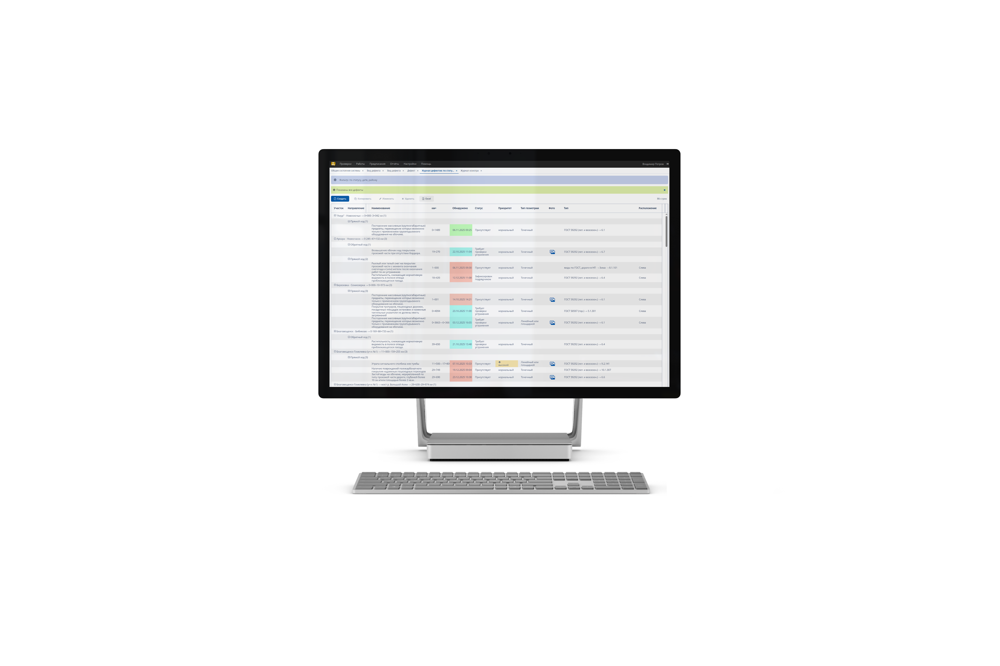 Проверки Работы Предписания Отчёты Настройки Помощь Владимир Петров
Общее состояние системы × Вид дефекта × Вид дефекта × Дефект × Журнал дефектов: по стату... × Журнал осмотра ×
Фильтр: по статусу, дате, району
Показаны все дефекты
Создать Копировать Изменить Удалить Excel 86 строк
Участок Направление Наименование км+ Обнаружено Статус Приоритет Тип геометрии Фото Тип Расположение
"Амур" - Новоохочье → 0+000–3+042 км (1)
Прямой ход (1)
Посторонние массивные (крупногабаритные)
предметы, перемещение которых возможно
только с применением грузоподъемного
оборудования на обочине.
0+1489 06.11.2025 09:25 Присутствует нормальный Точечный ГОСТ 59292 (лет. и всесезон.) → 6.1
Архара - Новоспасск → 0-245–47+132 км (3)
Обратный ход (1)
Возвышение обочин над покрытием
проезжей части при отсутствии бордюра.
19+270 22.10.2025 11:04
Требует
проверки
устранения
нормальный Точечный ГОСТ 59292 (лет. и всесезон.) → 6.7
Прямой ход (2)
Рыхлый или талый снег на покрытии
проезжей части с момента окончания
снегопада и (или) метели после окончания
работ по их устранению
1+000 06.11.2025 09:30 Присутствует нормальный Точечный виды по ГОСТ, дороги в НП → Зима → 8.1.101 Слева
Растительность, снижающая нормативную
видимость в полосе отвода
приближающегося поезда.
18+420 12.12.2025 11:08
Зафиксирован
подрядчиком
нормальный Точечный ГОСТ 59292 (лет. и всесезон.) → 6.4 Слева
Березовка - Семиозерка → 0+000–10+973 км (3)
Прямой ход (3)
Посторонние массивные (крупногабаритные)
предметы, перемещение которых возможно
только с применением грузоподъемного
оборудования на обочине.
1+001 14.10.2025 14:21 Присутствует нормальный Точечный ГОСТ 59292 (лет. и всесезон.) → 6.1 Слева
Покрытие тротуаров, пешеходных дорожек,
посадочных площадок остановок и наземные
тактильные указатели не должны иметь
загрязнений
0+4094 23.10.2025 11:00
Требует
проверки
устранения
нормальный Точечный ГОСТ 50597 (гор.) → 5.1.301 Слева
Посторонние массивные (крупногабаритные)
предметы, перемещение которых возможно
только с применением грузоподъемного
оборудования на обочине.
0+3663—0+366 03.12.2025 16:05
Требует
проверки
устранения
нормальный
Линейный или
площадной
ГОСТ 59292 (лет. и всесезон.) → 6.1 Слева
Благовещенск - Бибиково → 0-169–68+733 км (1)
Обратный ход (1)
Растительность, снижающая нормативную
видимость в полосе отвода
приближающегося поезда.
39+650 21.10.2025 13:48
Требует
проверки
устранения
нормальный Точечный ГОСТ 59292 (лет. и всесезон.) → 6.4
Благовещенск-Гомелевка (уч-к №1) → 11+000–159+255 км (3)
Прямой ход (3)
Утрата сигнального столбика или тумбы 11+500—17+80 07.10.2025 10:33 Присутствует
высокий
Линейный или
площадной
ГОСТ 59292 (лет. и всесезон.) → 9.2.141
Наличие повреждений поликарбонатного
покрытия надземных пешеходных переходов
29+749 19.12.2025 09:04 Присутствует нормальный Точечный ГОСТ 59292 (лет. и всесезон.) → 10.1.307
Застой воды на обочине, неукрепленной по
типу проезжей части дороги, глубиной более
10 см и/или площадью более 2 кв.м.
29+690 23.12.2025 10:38 Присутствует нормальный Точечный ГОСТ 59292 (лет. и всесезон.) → 6.6
Благовещенск-Гомелевка (уч-к №1) → мост р. Большой Алим → 29+630–29+974 км (1)